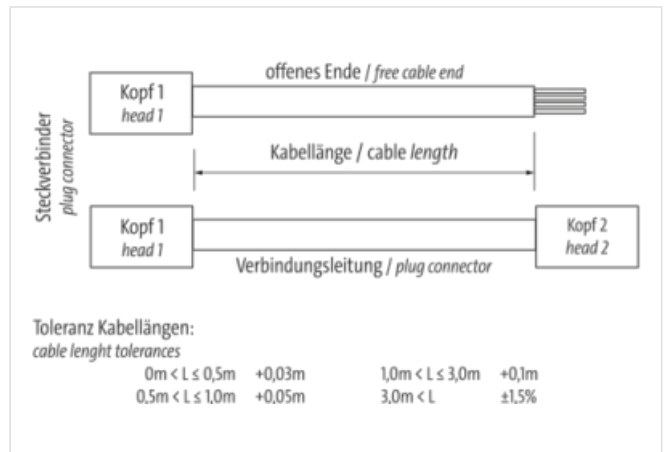 offenes Ende / free cable end
Kopf 1
head 1
Steckverbinder
plug connector
Kabellänge / cable length
Kopf 1
head 1
Kopf 2
head 2
Verbindungsleitung / plug connector
Toleranz Kabellängen:
cable lenght tolerances
0m < L ≤ 0,5m +0,03m 1,0m < L ≤ 3,0m +0,1m
0,5m < L ≤ 1,0m +0,05m 3,0m < L ±1,5%